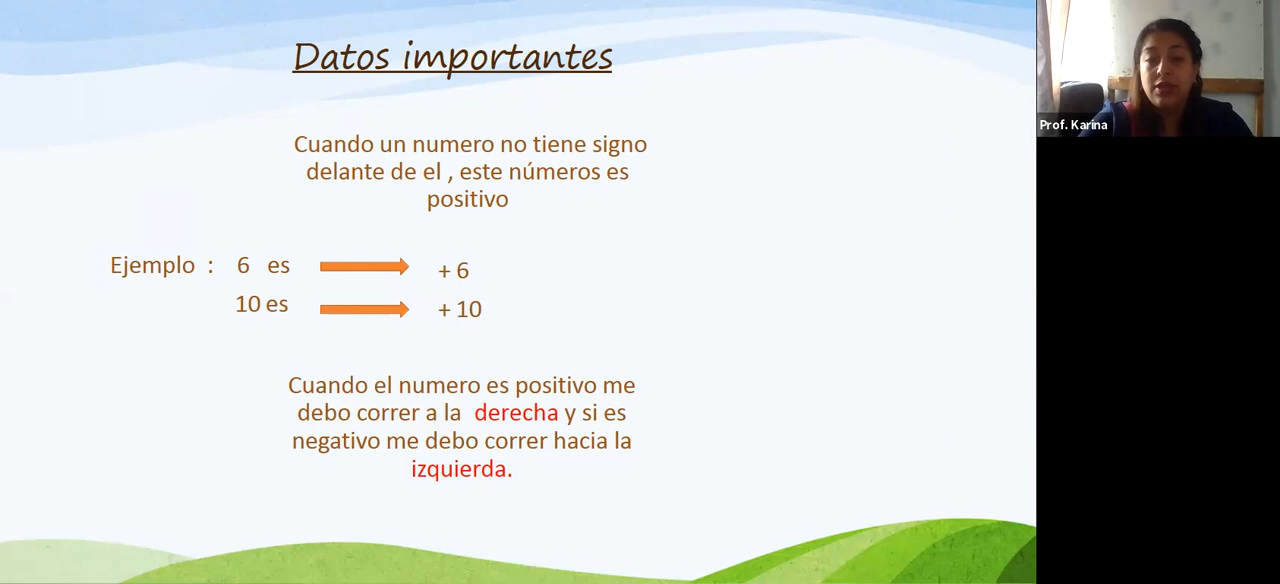 Datos importantes
Cuando un numero no tiene signo
delante de el , este números es
positivo
Ejemplo : 6 es + 6
10 es + 10
Cuando el numero es positivo me
debo correr a la derecha y si es
negativo me debo correr hacia la
izquierda.
Prof. Karina